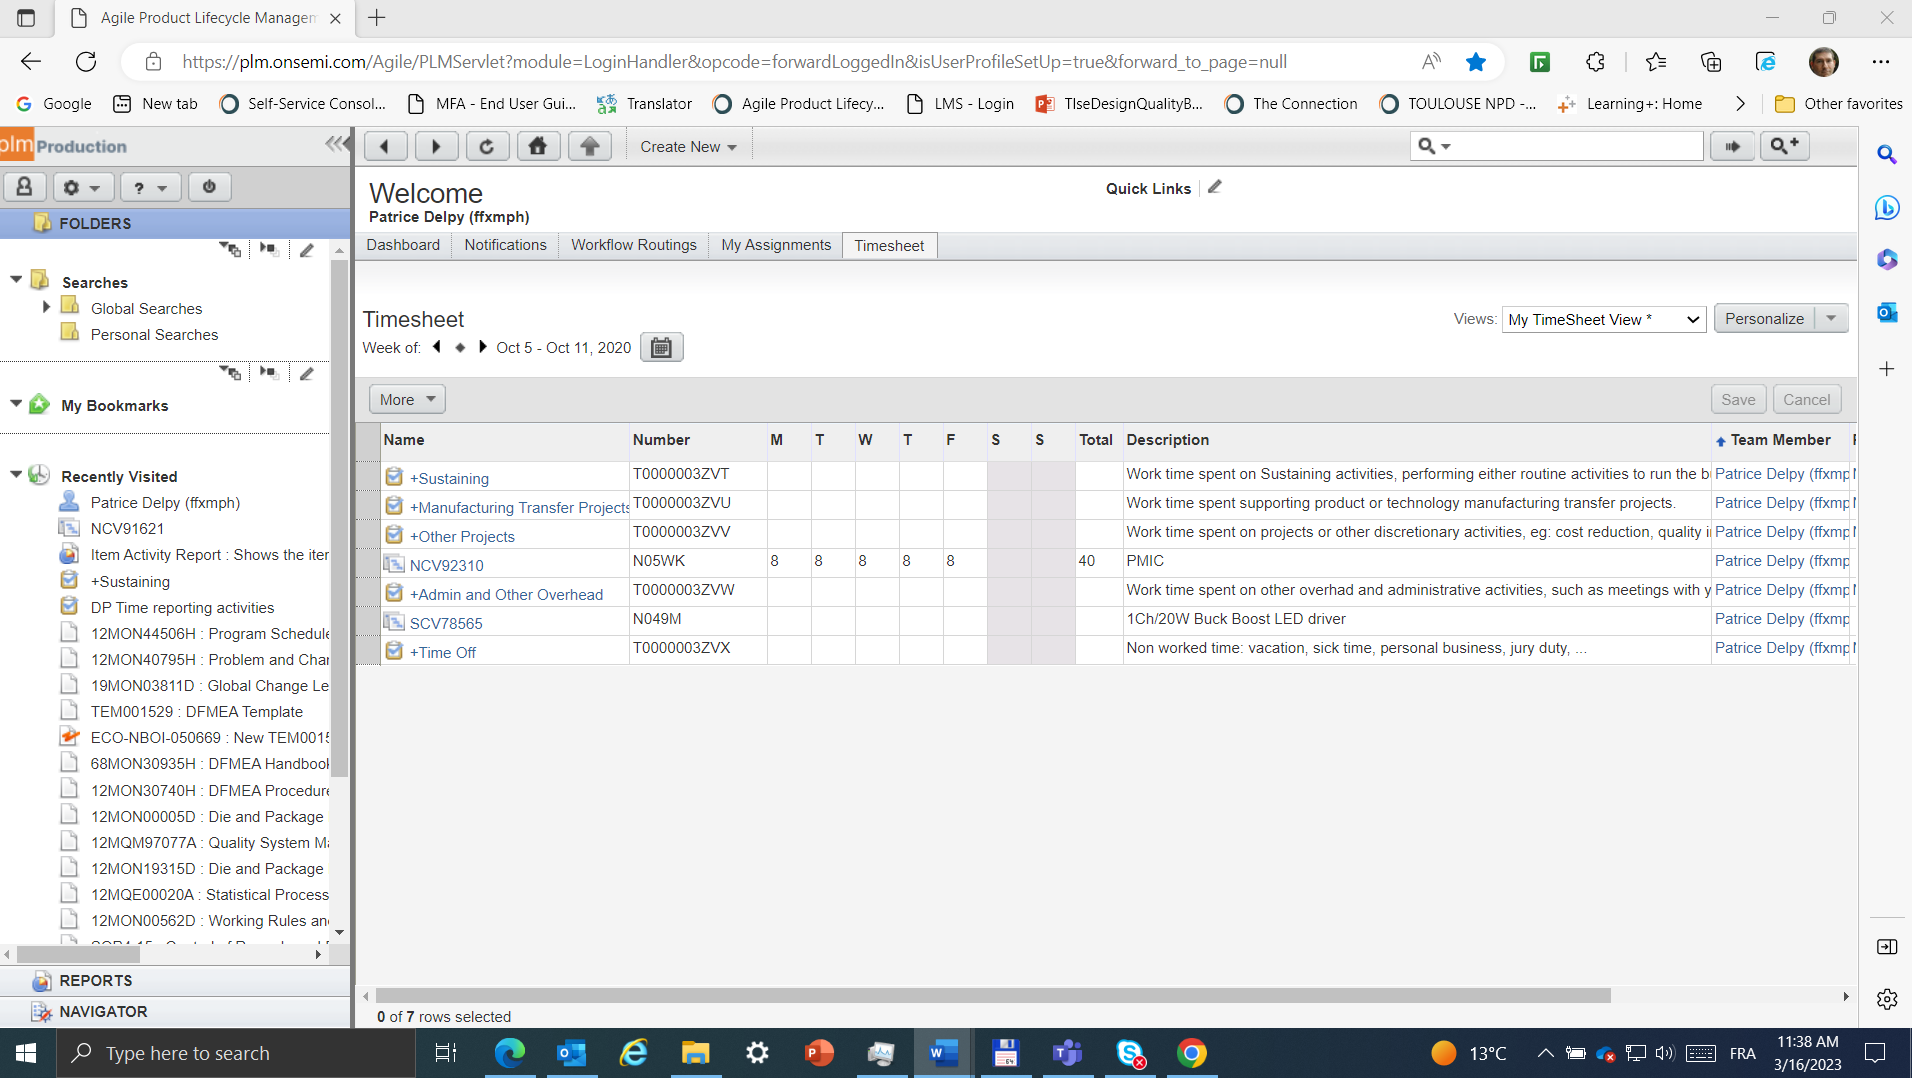 Agile Product Lifecycle Managem
https://plm.onsemi.com/Agile/PLMServlet?module=LoginHandler&opcode=forwardLoggedIn&isUserProfileSetUp=true&forward_to_page=null
Google New tab Self-Service Consol... MFA - End User Gui... Translator Agile Product Lifecy... LMS - Login TlseDesignQualityB... The Connection TOULOUSE NPD -... Learning+: Home Other favorites
plm Production
Create New
FOLDERS
Searches
Global Searches
Personal Searches
My Bookmarks
Recently Visited
Patrice Delpy (ffxmph)
NCV91621
Item Activity Report : Shows the iter
+Sustaining
DP Time reporting activities
12MON44506H : Program Schedule
12MON40795H : Problem and Char
19MON03811D : Global Change Le
TEM001529 : DFMEA Template
ECO-NBOI-050669 : New TEM0015
68MON30935H : DFMEA Handbook
12MON30740H : DFMEA Procedure
12MON00005D : Die and Package
12MQM97077A : Quality System Ma
12MON19315D : Die and Package
12MQE00020A : Statistical Process
12MON00562D : Working Rules and
REPORTS
NAVIGATOR
Welcome
Patrice Delpy (ffxmph)
Quick Links
Dashboard Notifications Workflow Routings My Assignments Timesheet
Timesheet
Views: My TimeSheet View * Personalize
Week of: Oct 5 - Oct 11, 2020
More Save Cancel
Name Number M T W T F S S Total Description Team Member
+Sustaining T0000003ZVT Work time spent on Sustaining activities, performing either routine activities to run the b Patrice Delpy (ffxmp
+Manufacturing Transfer Projects T0000003ZVU Work time spent supporting product or technology manufacturing transfer projects. Patrice Delpy (ffxmp
+Other Projects T0000003ZVV Work time spent on projects or other discretionary activities, eg: cost reduction, quality i Patrice Delpy (ffxmp
NCV92310 N05WK 8 8 8 8 8 40 PMIC Patrice Delpy (ffxmp
+Admin and Other Overhead T0000003ZVW Work time spent on other overhad and administrative activities, such as meetings with y Patrice Delpy (ffxmp
SCV78565 N049M 1Ch/20W Buck Boost LED driver Patrice Delpy (ffxmp
+Time Off T0000003ZVX Non worked time: vacation, sick time, personal business, jury duty, ... Patrice Delpy (ffxmp
0 of 7 rows selected
Type here to search
13°C
FRA
11:38 AM
3/16/2023